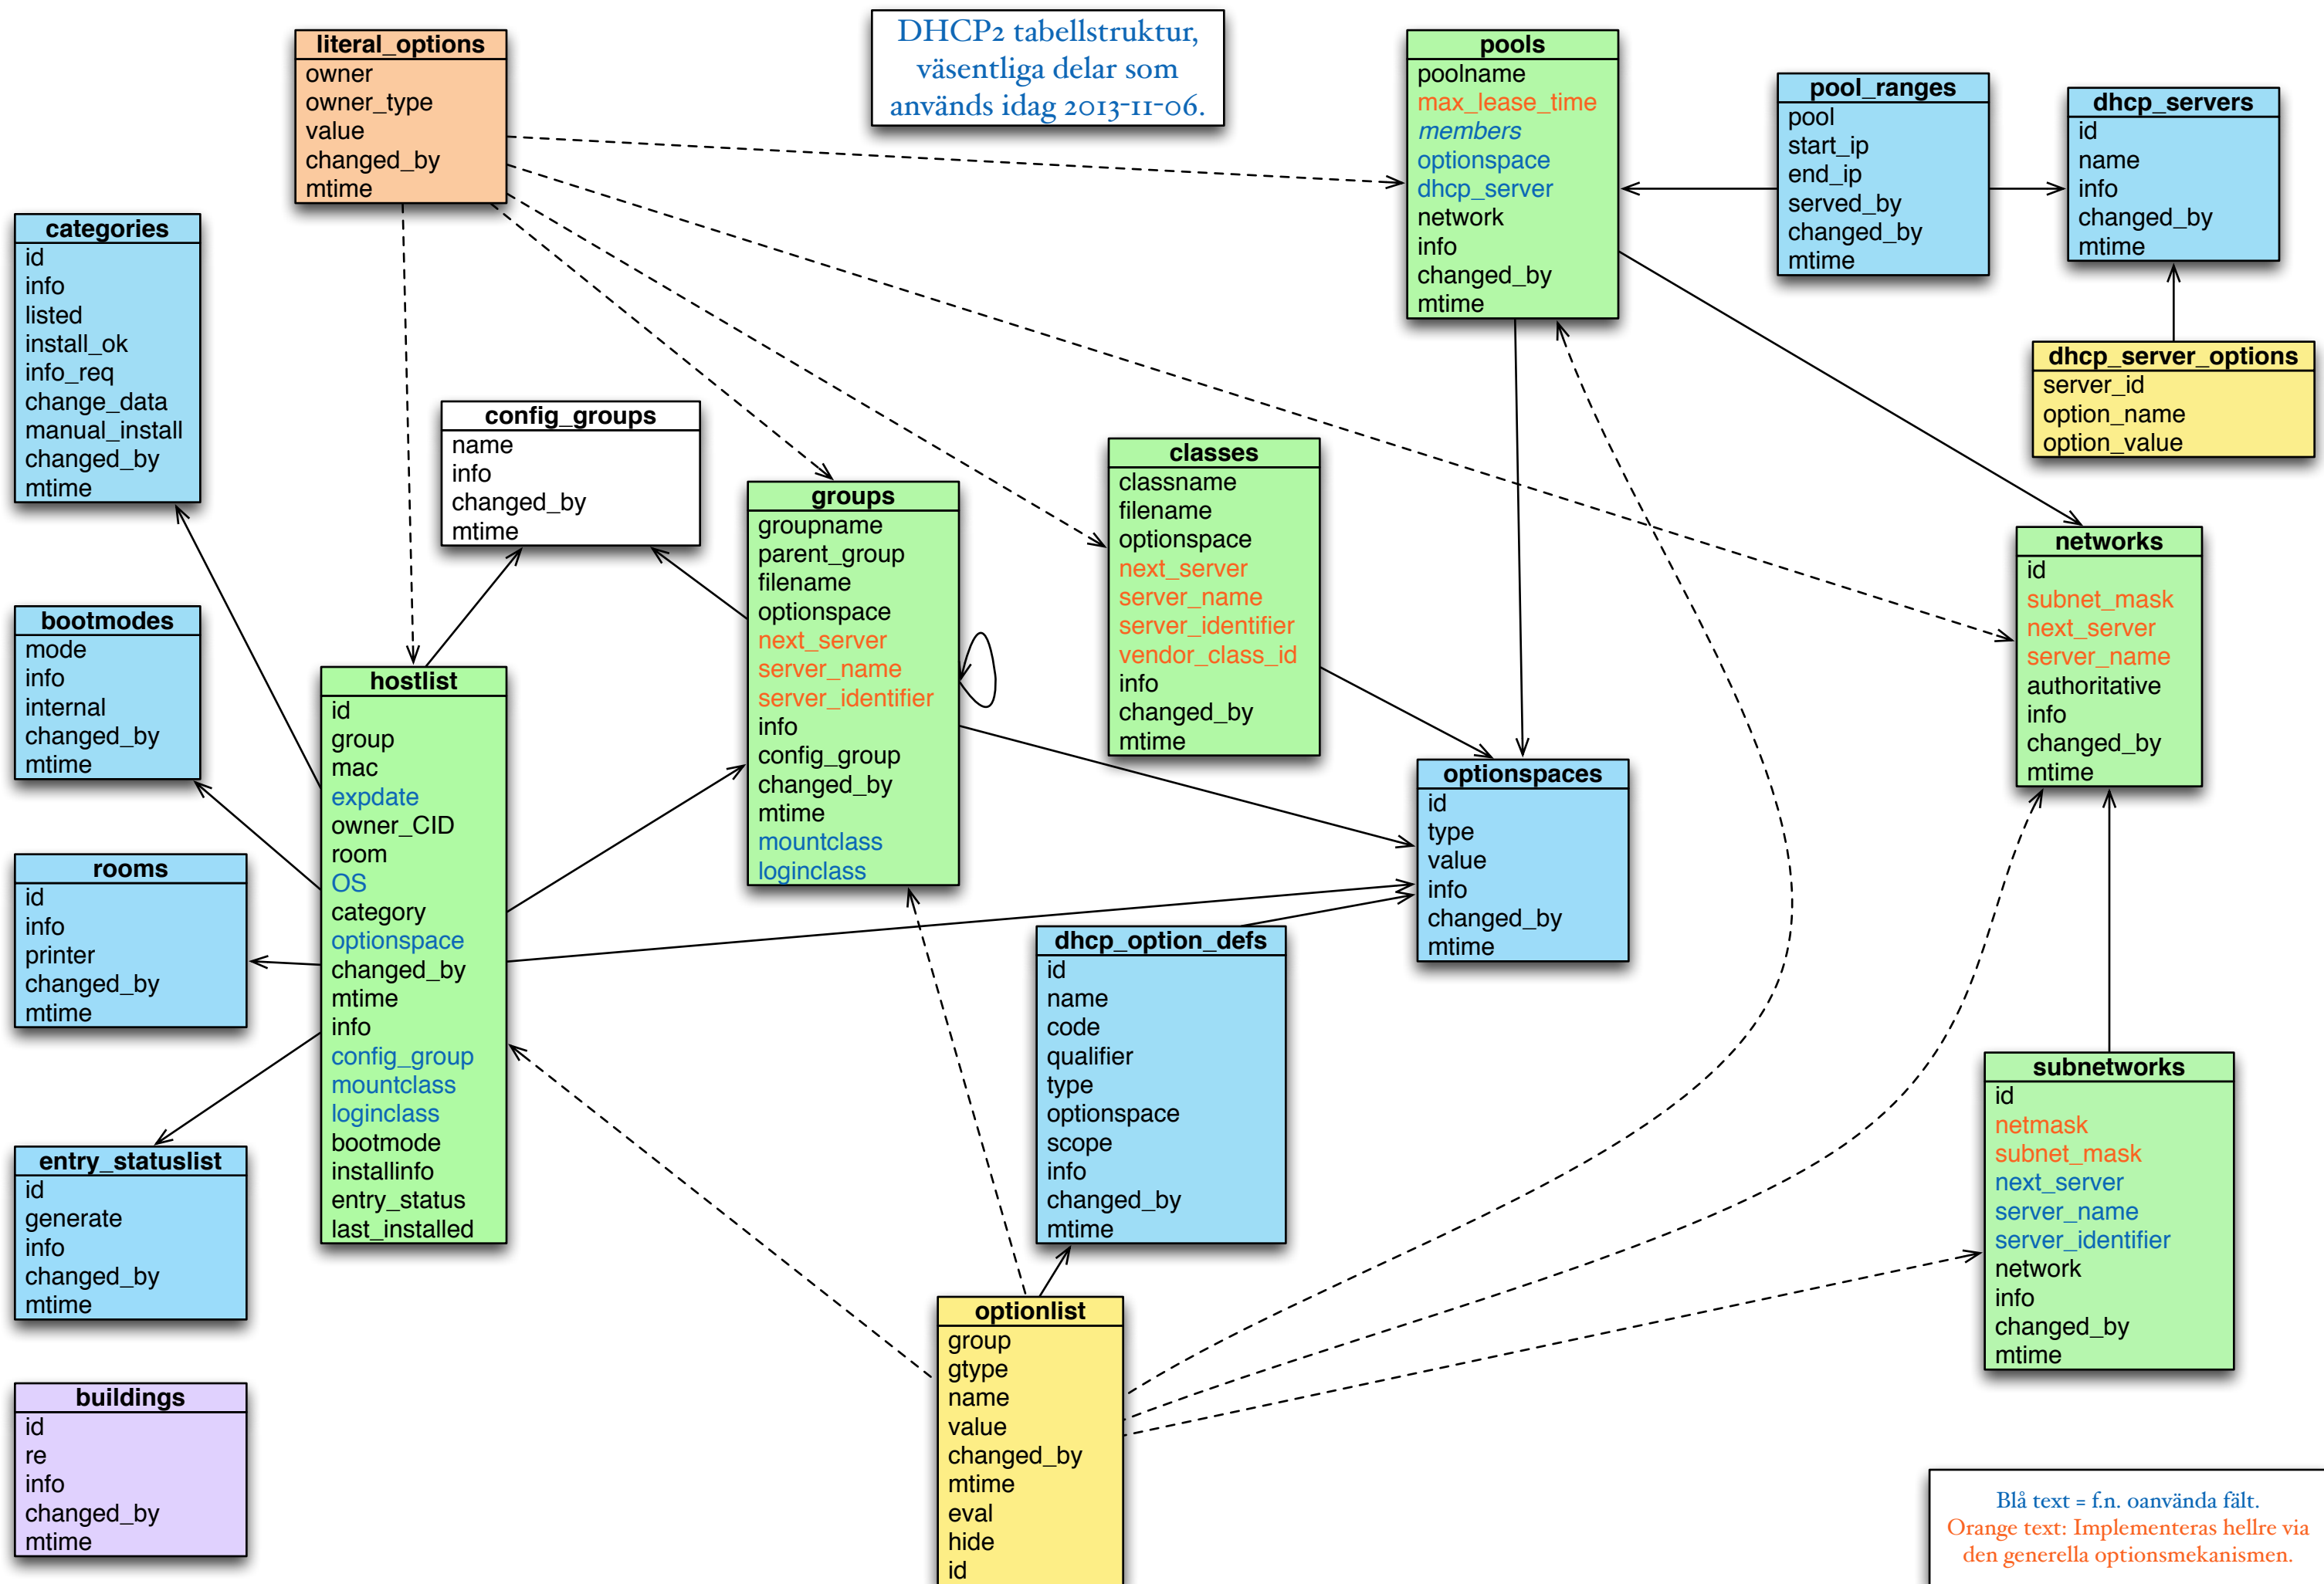 DHCP2 tabellstruktur,
väsentliga delar som
används idag 2013-11-06.
literal_options
owner
owner_type
value
changed_by
mtime
pools
poolname
max_lease_time
members
optionspace
dhcp_server
network
info
changed_by
mtime
pool_ranges
pool
start_ip
end_ip
served_by
changed_by
mtime
dhcp_servers
id
name
info
changed_by
mtime
dhcp_server_options
server_id
option_name
option_value
categories
id
info
listed
install_ok
info_req
change_data
manual_install
changed_by
mtime
config_groups
name
info
changed_by
mtime
groups
groupname
parent_group
filename
optionspace
next_server
server_name
server_identifier
info
config_group
changed_by
mtime
mountclass
loginclass
classes
classname
filename
optionspace
next_server
server_name
server_identifier
vendor_class_id
info
changed_by
mtime
networks
id
subnet_mask
next_server
server_name
authoritative
info
changed_by
mtime
bootmodes
mode
info
internal
changed_by
mtime
hostlist
id
group
mac
expdate
owner_CID
room
OS
category
optionspace
changed_by
mtime
info
config_group
mountclass
loginclass
bootmode
installinfo
entry_status
last_installed
optionspaces
id
type
value
info
changed_by
mtime
rooms
id
info
printer
changed_by
mtime
dhcp_option_defs
id
name
code
qualifier
type
optionspace
scope
info
changed_by
mtime
subnetworks
id
netmask
subnet_mask
next_server
server_name
server_identifier
network
info
changed_by
mtime
entry_statuslist
id
generate
info
changed_by
mtime
optionlist
group
gtype
name
value
changed_by
mtime
eval
hide
id
buildings
id
re
info
changed_by
mtime
Blå text = f.n. oanvända fält.
Orange text: Implementeras hellre via
den generella optionsmekanismen.